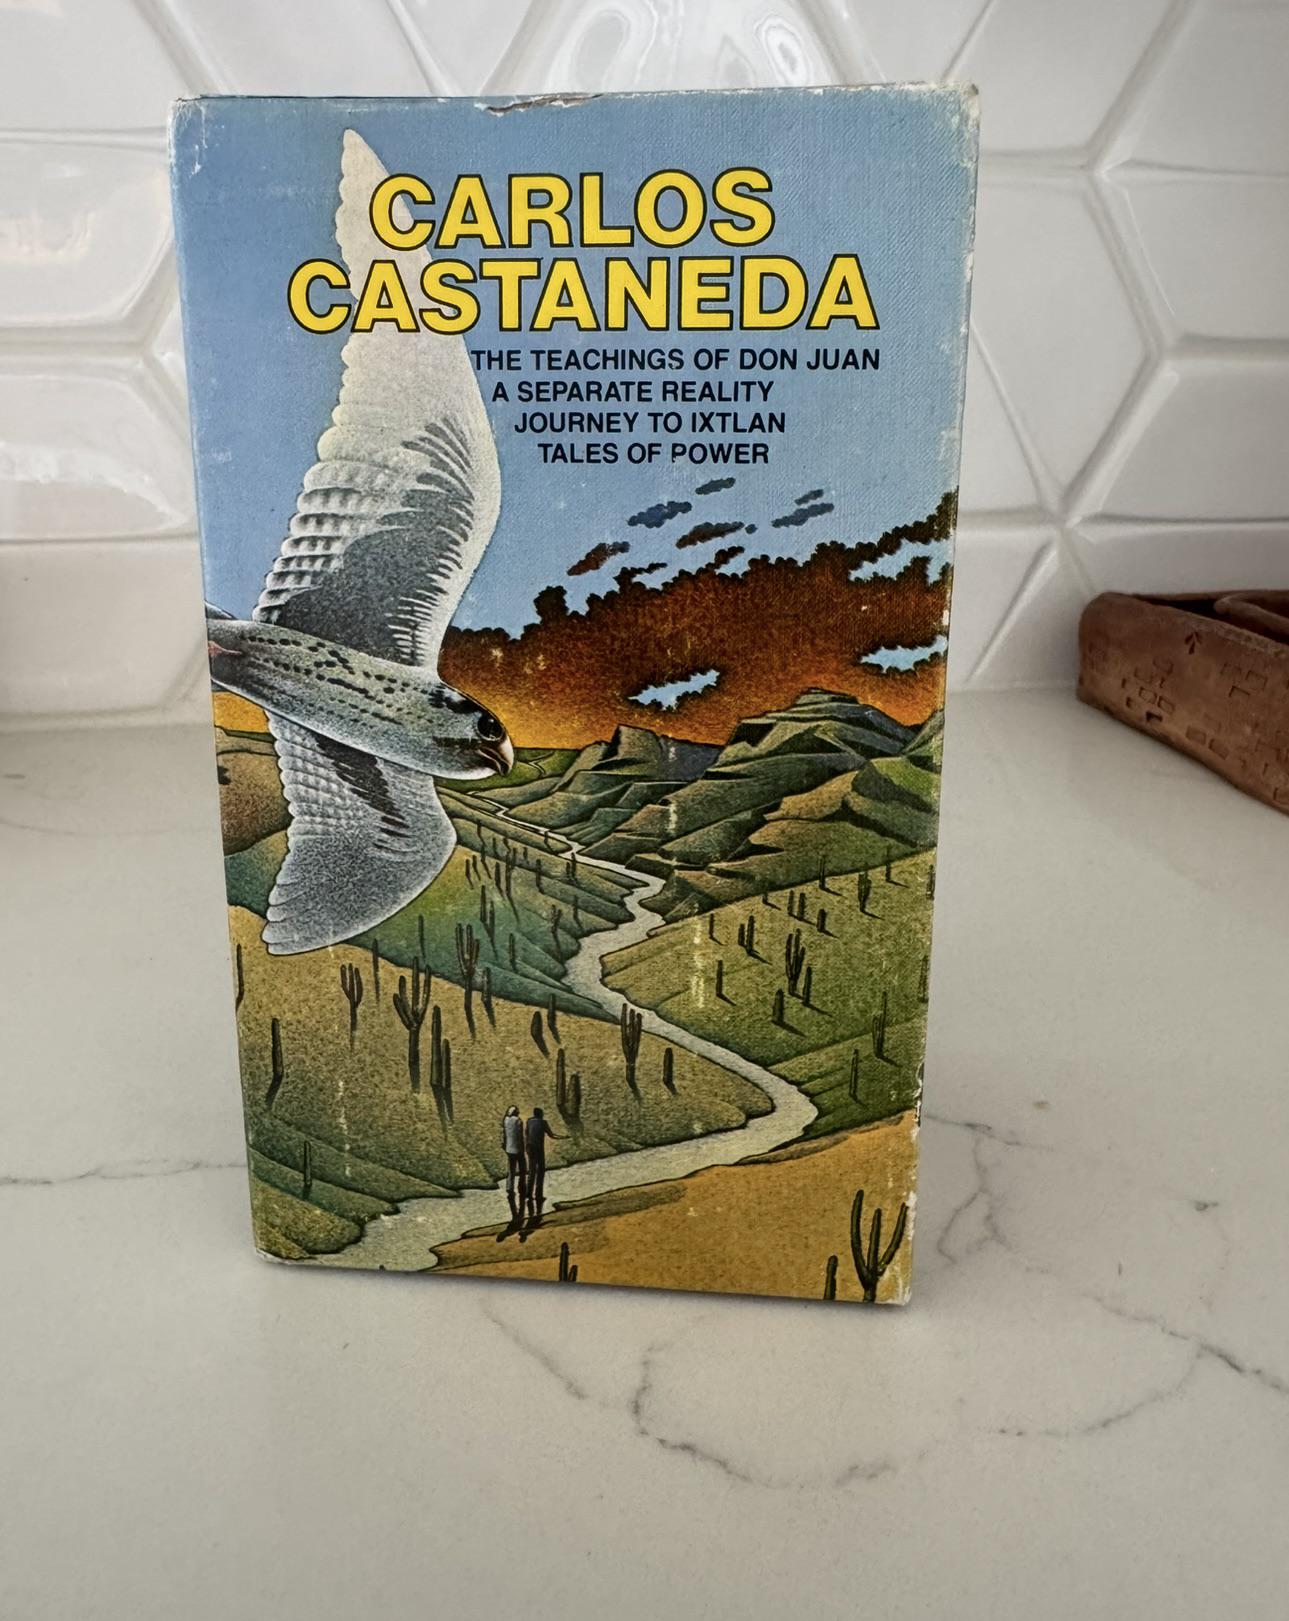 CARLOS
CASTANEDA
THE TEACHINGS OF DON JUAN
A SEPARATE REALITY
JOURNEY TO IXTLAN
TALES OF POWER